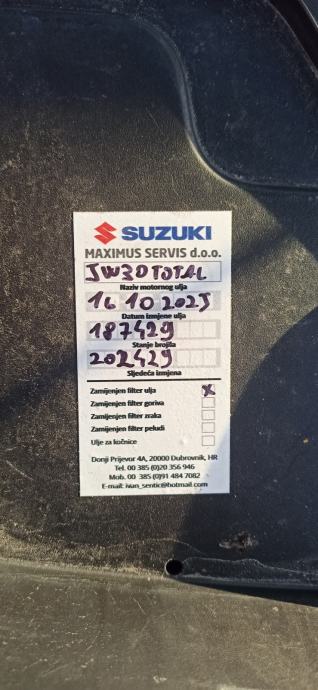 SUZUKI
MAXIMUS SERVIS d.o.o.
5W30 TOTAL
Naziv motornog ulja
16 10 2025
Datum izmjene ulja
187429
Stanje brojila
202429
Sljedeća izmjena
Zamijenjen filter ulja X
Zamijenjen filter goriva
Zamijenjen filter zraka
Zamijenjen filter peludi
Ulje za kočnice
Donji Prijevor 4A, 20000 Dubrovnik, HR
Tel. 00 385 (0)20 356 946
Mob. 00 385 (0)91 484 7082
E-mail: ivan_sentic@hotmail.com